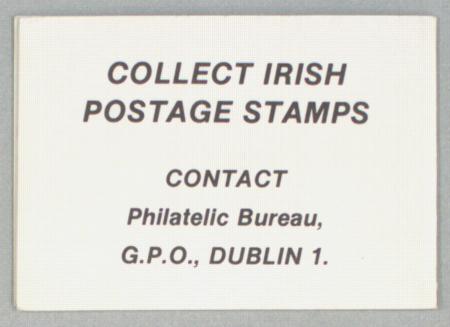 COLLECT IRISH
POSTAGE STAMPS
CONTACT
Philatelic Bureau,
G.P.O., DUBLIN 1.